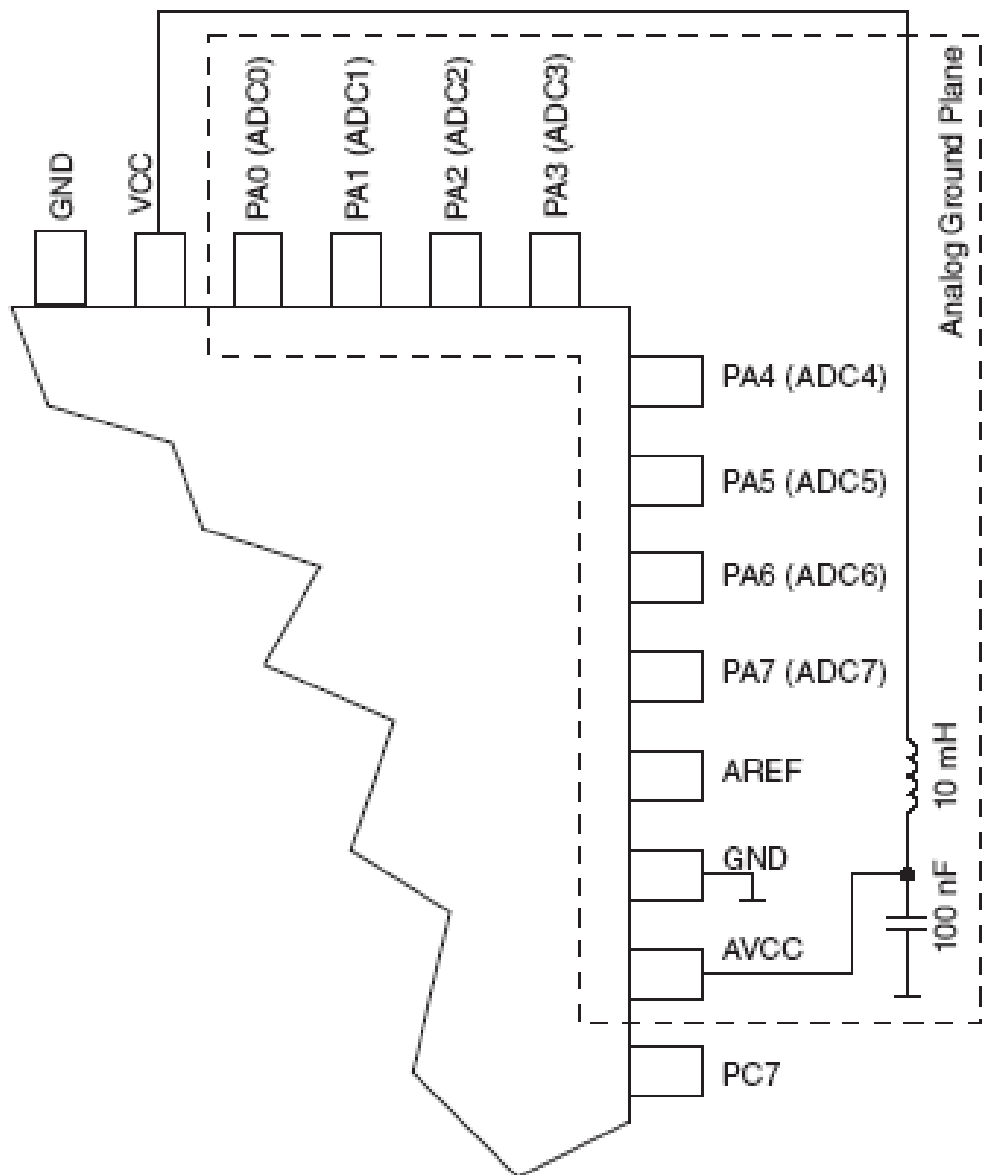 GND
VCC
PA0 (ADC0)
PA1 (ADC1)
PA2 (ADC2)
PA3 (ADC3)
Analog Ground Plane
PA4 (ADC4)
PA5 (ADC5)
PA6 (ADC6)
PA7 (ADC7)
AREF
10 mH
GND
AVCC
100 nF
PC7